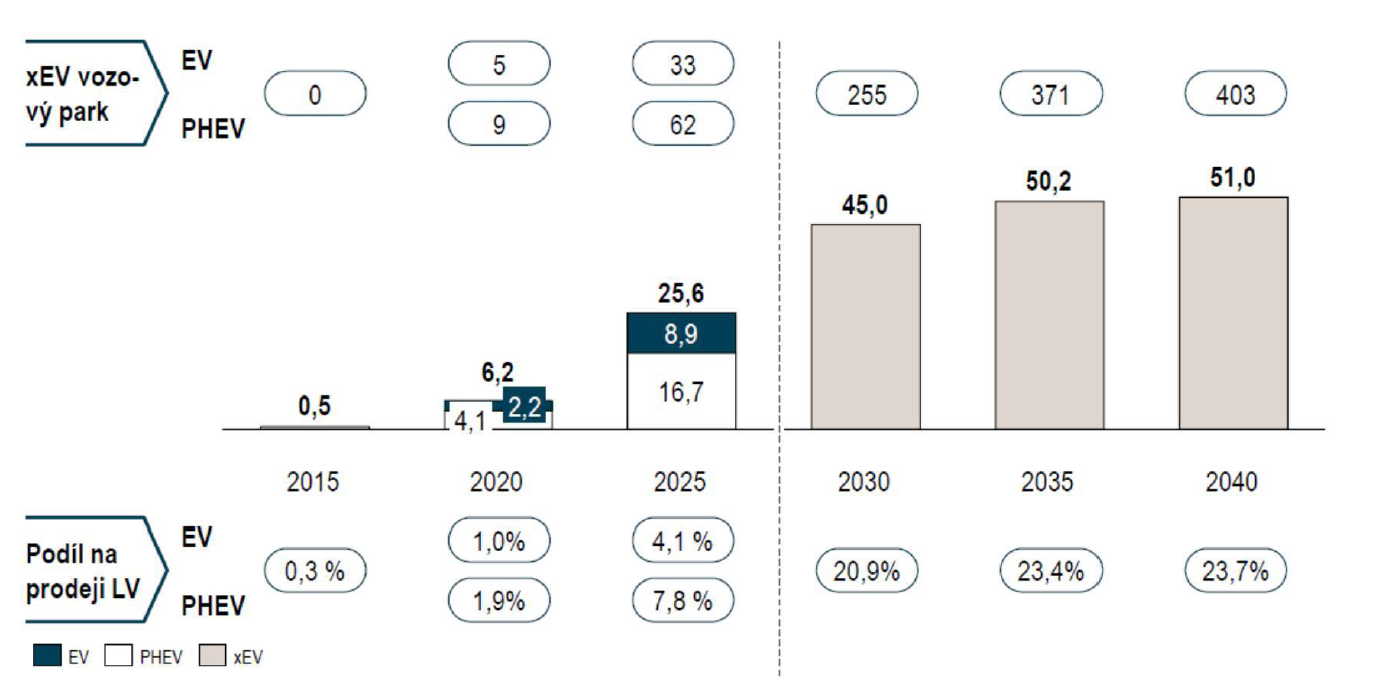 xEV vozo-
vý park
EV
PHEV
0
5
9
33
62
255
371
403
0,5
6,2
2,2
4,1
25,6
8,9
16,7
45,0
50,2
51,0
2015 2020 2025 2030 2035 2040
Podíl na
prodeji LV
EV
PHEV
0,3 %
1,0%
1,9%
4,1 %
7,8 %
20,9%
23,4%
23,7%
EV PHEV xEV